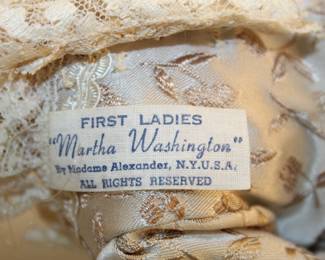 FIRST LADIES
"Martha Washington"
By Madame Alexander, N.Y. U.S.A.
ALL RIGHTS RESERVED